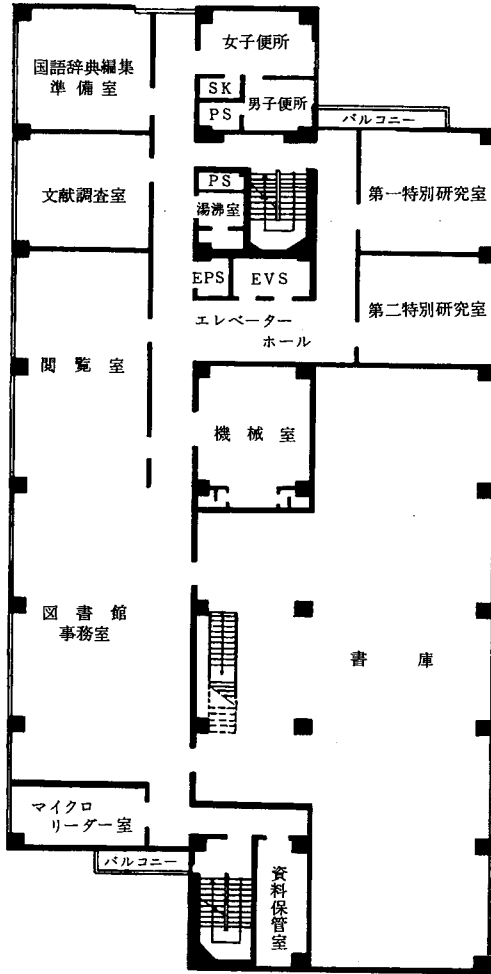 女子便所
国語辞典編集
準備室
SK
PS
男子便所
バルコニー
文献調査室
PS
湯沸室
第一特別研究室
EPS
EVS
エレベーター
ホール
第二特別研究室
閲覧室
機械室
図書館
事務室
書庫
マイクロ
リーダー室
バルコニー
資料保管室